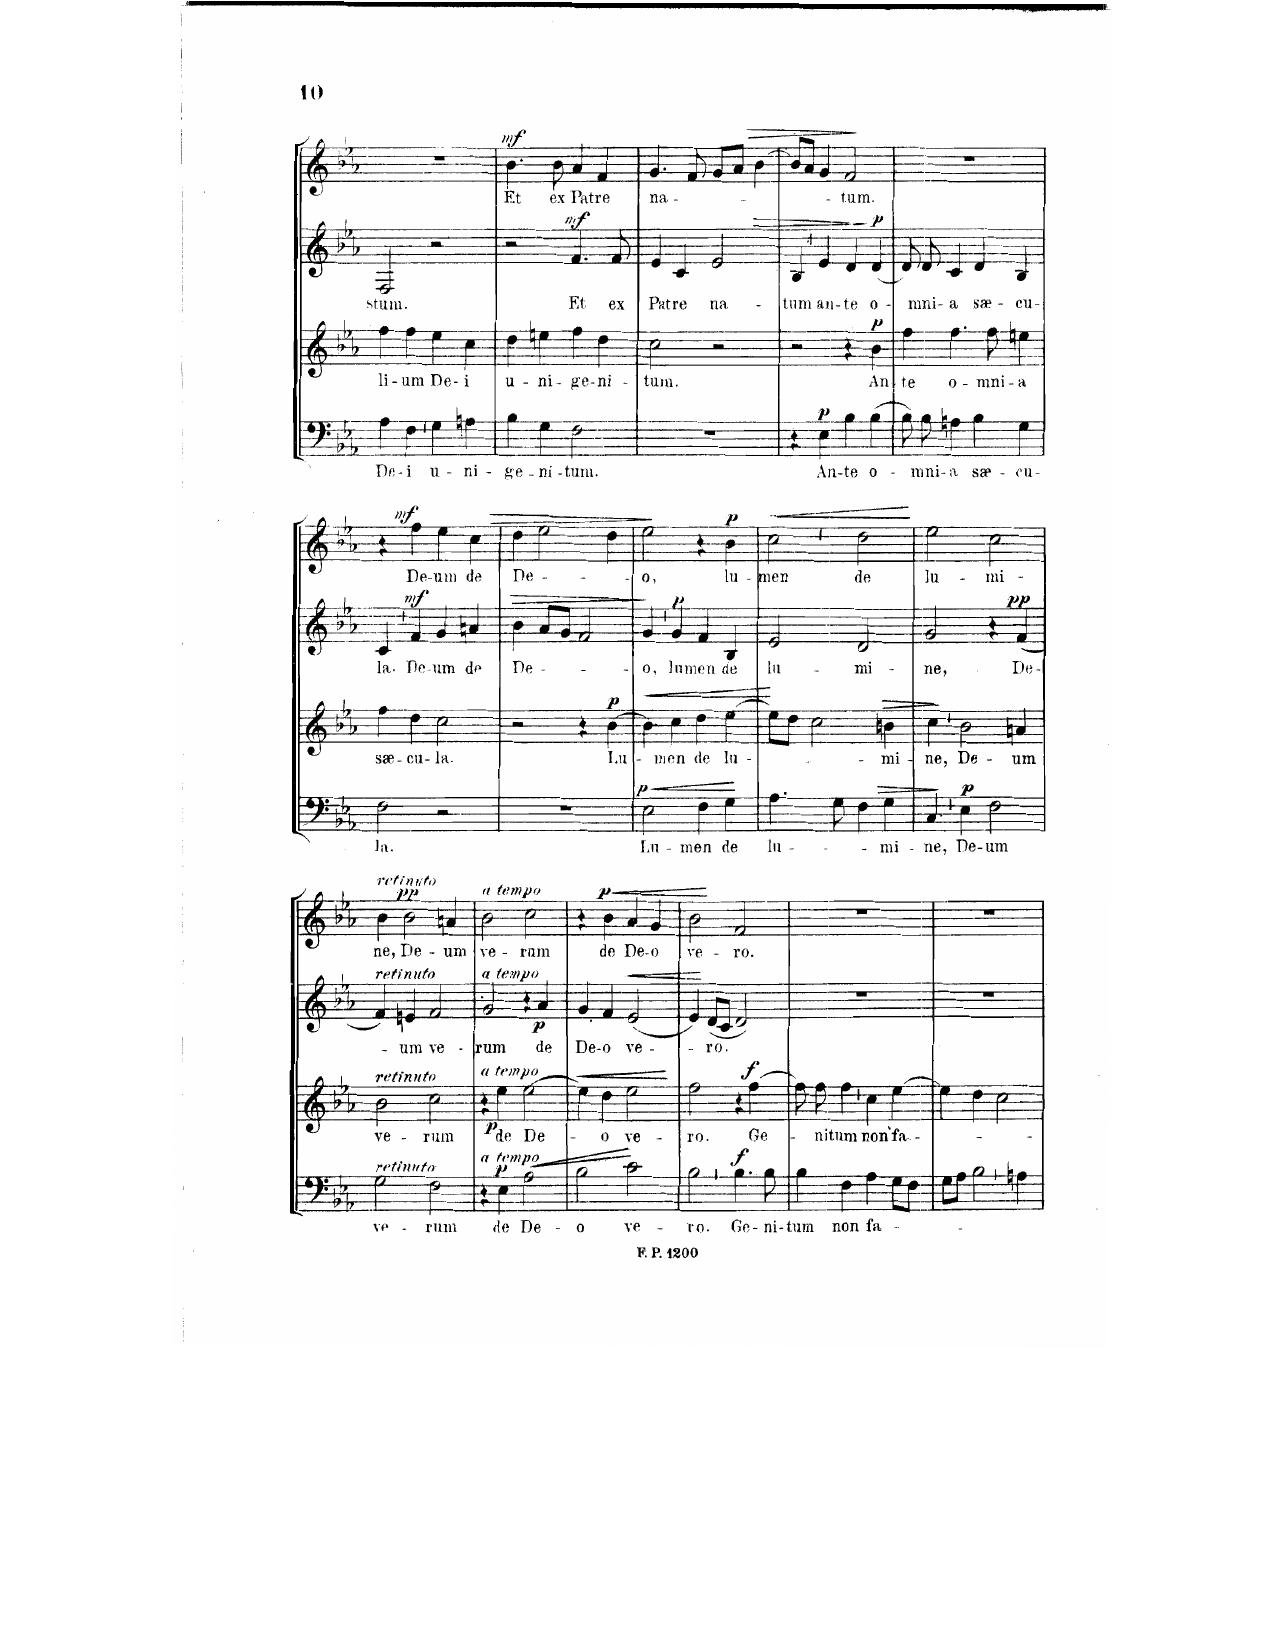 10
mf
Et ex Patre na - - - - tum.
mf p
stum. Et ex Patre na - tum an-te o - mni-a sæ - cu-
p
li-um De-i u - ni - ge-ni - tum. An - te o - mni-a
p
De-i u - ni - ge-ni-tum. An-te o - mni-a sæ - cu-
mf p
De-um de De - - - o, lu - men de lu - mi -
mf p pp
la. De-um de De - - - o, lumen de lu - mi - ne, De-
p
sæ-cu-la. Lu - men de lu - - - mi - ne, De - um
p p
la. Lu - men de lu - - - mi - ne, De-um
retinuto a tempo
pp p
ne, De - um ve - rum de De-o ve - ro.
retinuto a tempo
p
- um ve - rum de De-o ve - - ro.
retinuto a tempo f
p
ve - rum de De - o ve - ro. Ge - nitum non fa - - - -
retinuto a tempo
p f
ve - rum de De - o ve - ro. Ge-ni-tum non fa - -
F. P. 1200